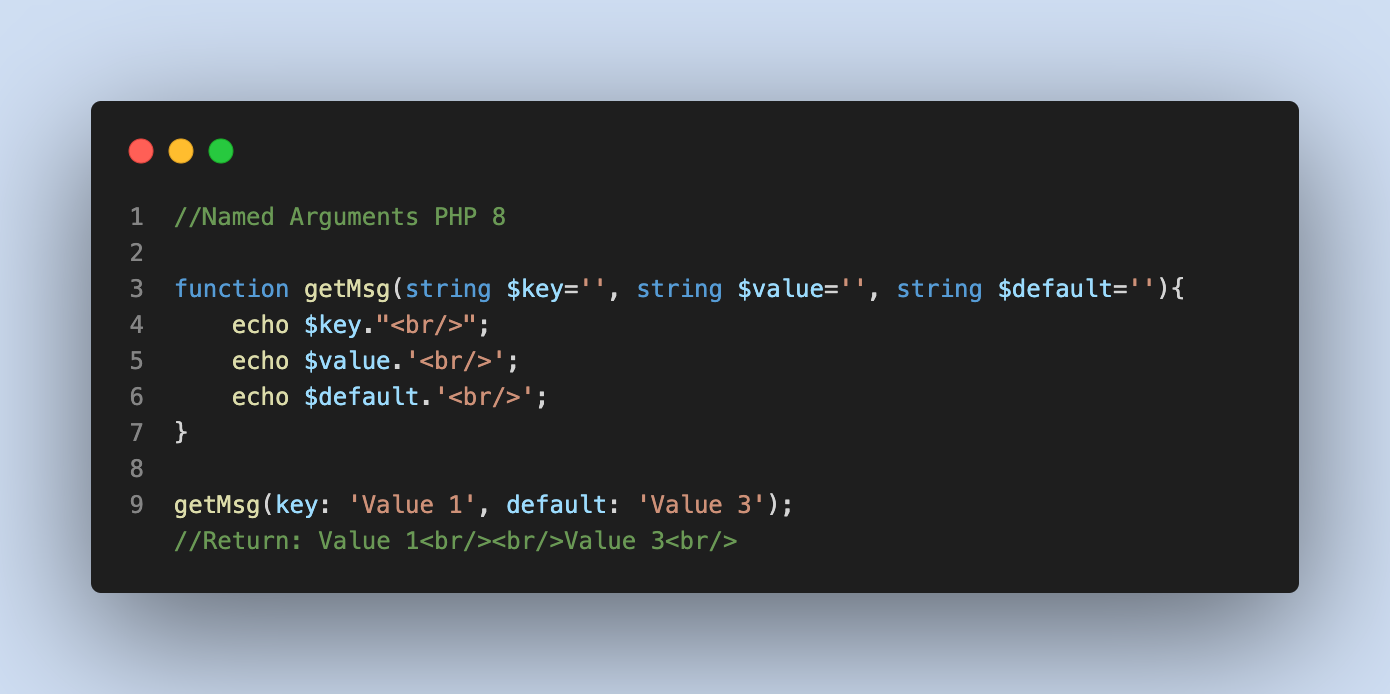 1 //Named Arguments PHP 8
2
3 function getMsg(string $key='', string $value='', string $default=''){
4     echo $key."<br/>";
5     echo $value.'<br/>';
6     echo $default.'<br/>';
7 }
8
9 getMsg(key: 'Value 1', default: 'Value 3');
//Return: Value 1<br/><br/>Value 3<br/>